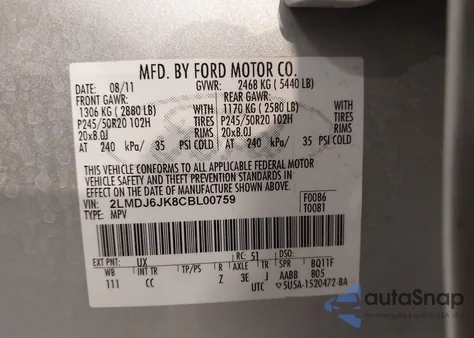 MFD. BY FORD MOTOR CO.
DATE: 08/11 GVWR: 2468 KG ( 5440 LB)
FRONT GAWR: REAR GAWR:
1306 KG ( 2880 LB) WITH 1170 KG ( 2580 LB) WITH
P245/50R20 102H TIRES P245/50R20 102H TIRES
20x8.0J RIMS 20x8.0J RIMS
AT 240 kPa/ 35 PSI COLD AT 240 kPa/ 35 PSI COLD
THIS VEHICLE CONFORMS TO ALL APPLICABLE FEDERAL MOTOR
VEHICLE SAFETY AND THEFT PREVENTION STANDARDS IN
EFFECT ON THE DATE OF MANUFACTURE SHOWN ABOVE.
VIN: 2LMDJ6JK8CBL00759 F0086
TYPE: MPV T0081
EXT PNT: UX RC: 51 DSO:
WB INT TR TP/PS R AXLE TR SPR BQ11F
111 CC Z 3E J AABB 805
UTC 5U5A-1520472-BA
autaSnap